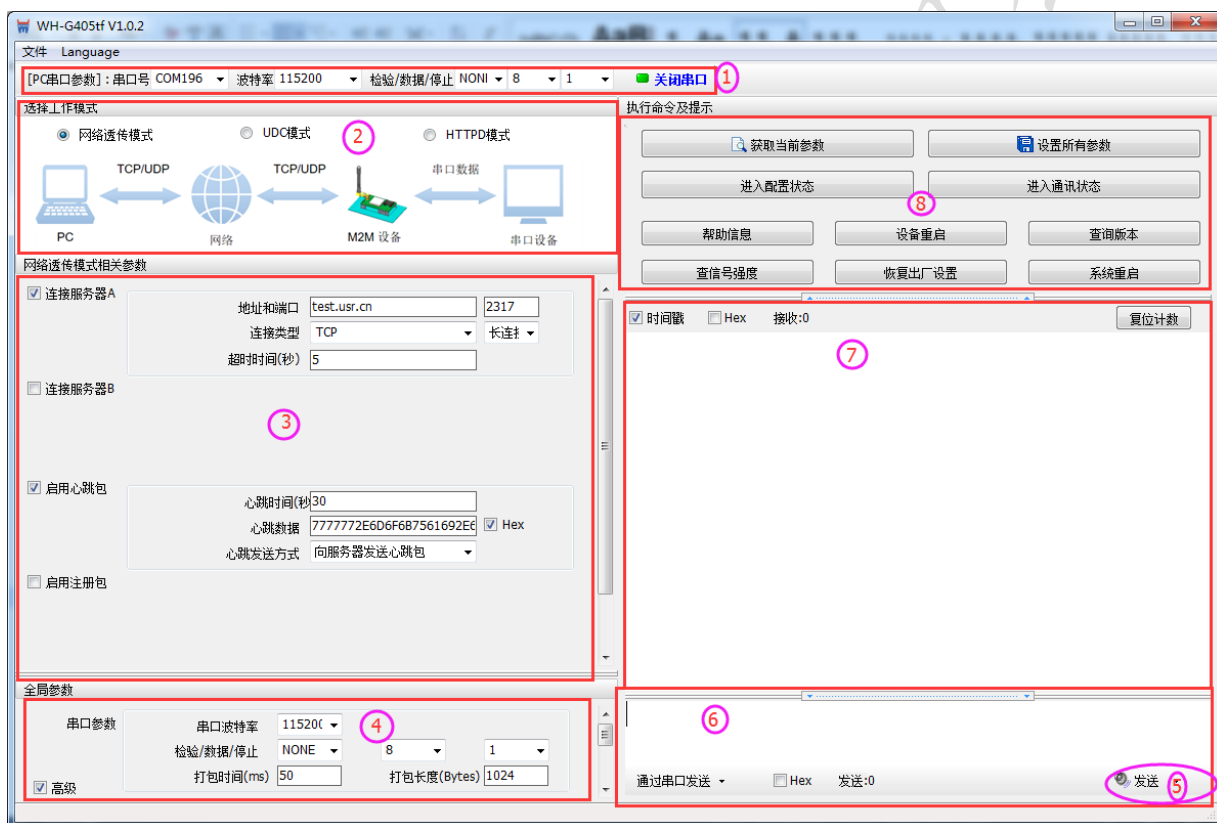 WH-G405tf V1.0.2
文件 Language
[PC串口参数]:串口号 COM196 波特率 115200 检验/数据/停止 NONI 8 1 关闭串口 1
选择工作模式
网络透传模式 UDC模式 2 HTTPD模式
TCP/UDP TCP/UDP 串口数据
PC 网络 M2M 设备 串口设备
网络透传模式相关参数
连接服务器A
地址和端口 test.usr.cn 2317
连接类型 TCP 长连接
超时时间(秒) 5
连接服务器B
3
启用心跳包
心跳时间(秒 30
心跳数据 7777772E6D6F6B7561692E6 Hex
心跳发送方式 向服务器发送心跳包
启用注册包
全局参数
串口参数 串口波特率 11520( 4
检验/数据/停止 NONE 8 1
打包时间(ms) 50 打包长度(Bytes) 1024
高级
执行命令及提示
获取当前参数 设置所有参数
进入配置状态 进入通讯状态
8
帮助信息 设备重启 查询版本
查信号强度 恢复出厂设置 系统重启
时间戳 Hex 接收:0 复位计数
7
6
通过串口发送 Hex 发送:0 发送 5